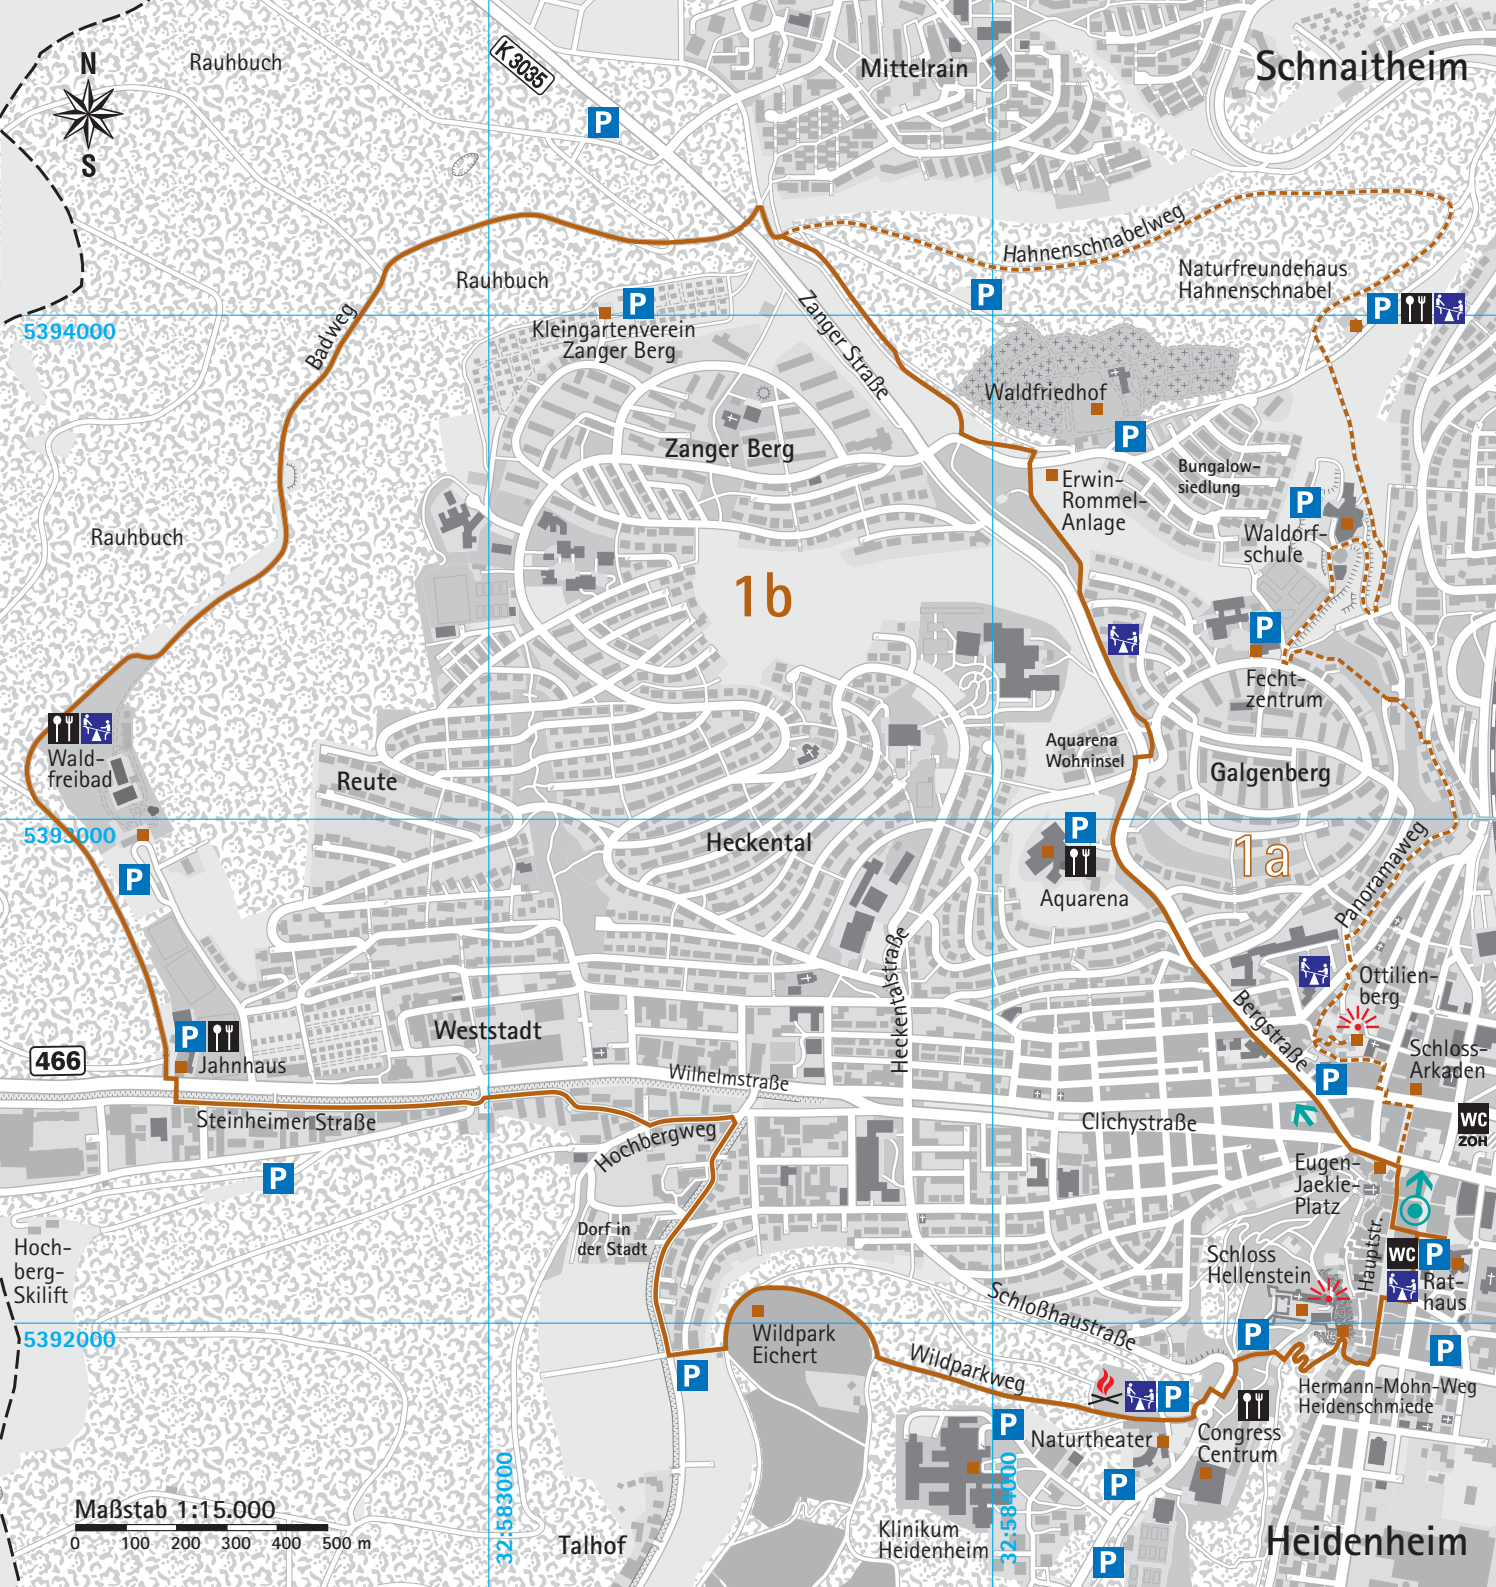 Rauhbuch
N
S
K 3035
P
Mittelrain
Schnaitheim
Hahnenschnabelweg
Naturfreundehaus
Hahnenschnabel
P
P
Rauhbuch
P
Kleingartenverein
Zanger Berg
Zanger Straße
5394000
Badweg
Waldfriedhof
P
Zanger Berg
Bungalow-
siedlung
Erwin-
Rommel-
Anlage
P
Waldorf-
schule
Rauhbuch
1b
P
Fecht-
zentrum
Wald-
freibad
Aquarena
Wohninsel
Reute
Galgenberg
5393000
Heckental
P
Aquarena
1a
Panoramaweg
P
Heckentalstraße
Ottilien-
berg
Weststadt
Bergstraße
P
Jahnhaus
466
Wilhelmstraße
P
Schloss-
Arkaden
Steinheimer Straße
Hochbergweg
Clichystraße
WC
ZOH
P
Eugen-
Jaekle-
Platz
Dorf in
der Stadt
Hoch-
berg-
Skilift
Schloss
Hellenstein
Hauptstr.
WC
P
Rat-
haus
Schloßhaustraße
5392000
Wildpark
Eichert
P
P
P
Wildparkweg
P
Hermann-Mohn-Weg
Heidenschmiede
P
Naturtheater
Congress
Centrum
P
32:583000
32:584000
Maßstab 1:15.000
0 100 200 300 400 500 m
Talhof
Klinikum
Heidenheim
P
Heidenheim